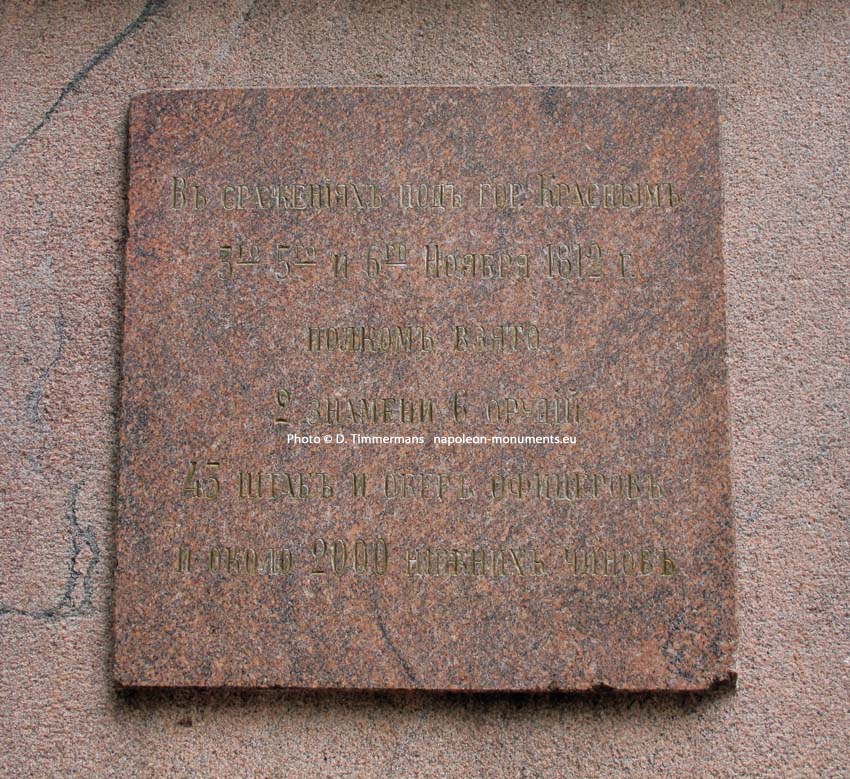 Въ сраженіяхъ подъ гор. Краснымъ
3го 5го и 6го Ноября 1812 г.
полкомъ взято
2 знамени 6 орудій
Photo © D. Timmermans napoleon-monuments.eu
45 штабъ и оберъ офицеровъ
и около 2000 нижнихъ чиновъ